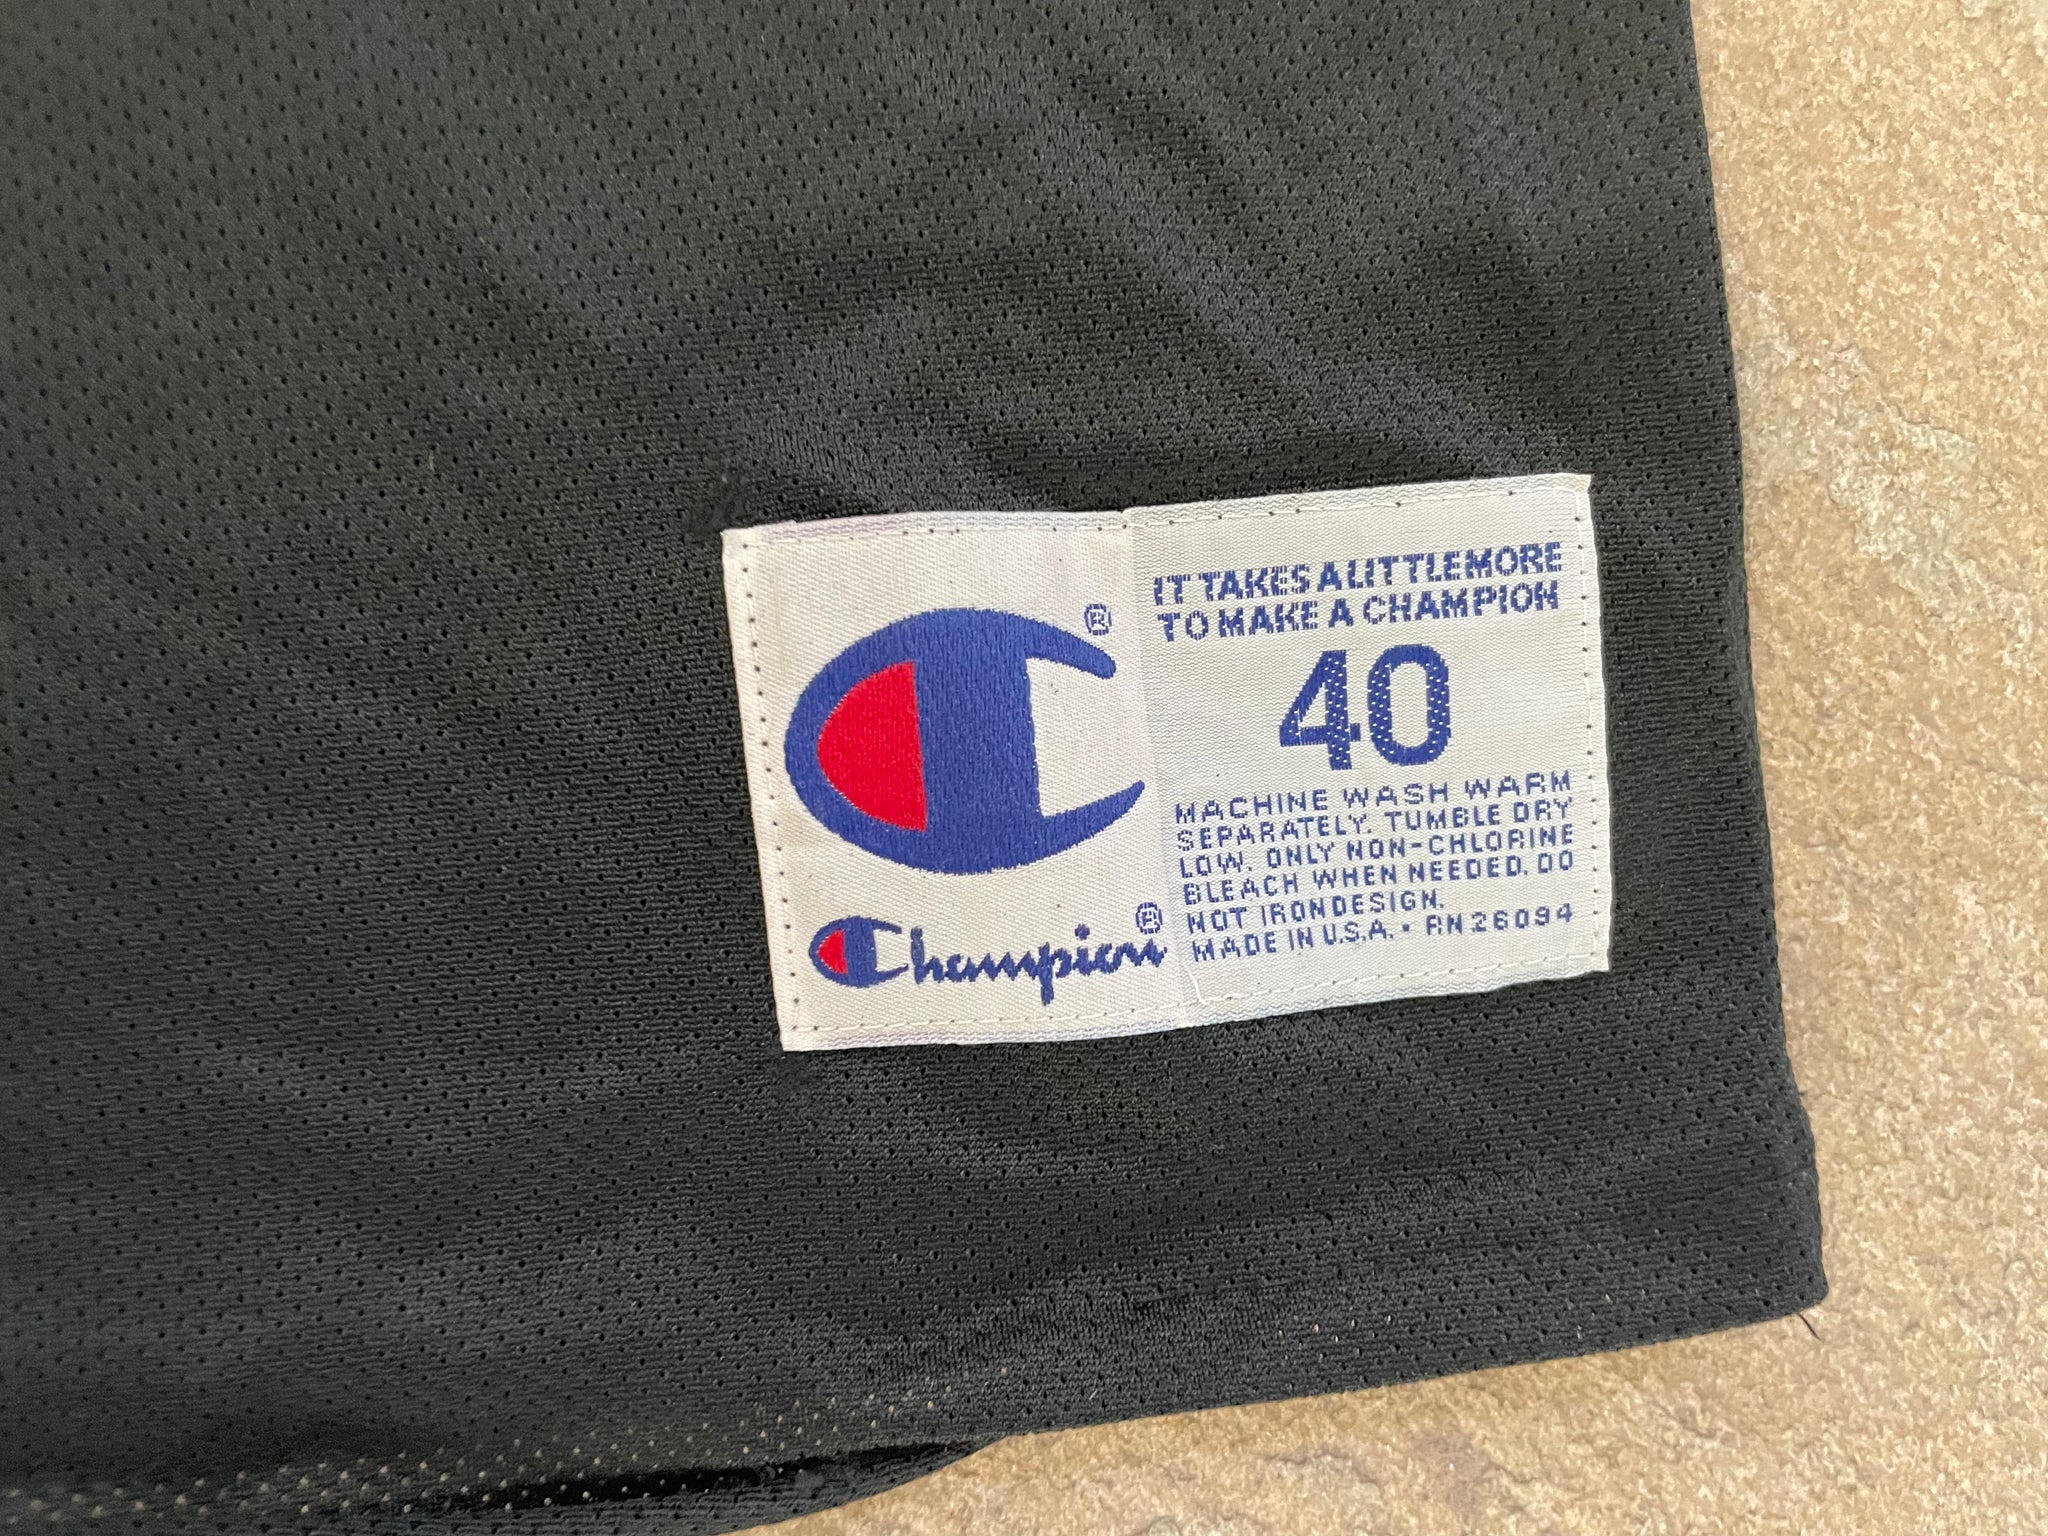 IT TAKES A LITTLE MORE
TO MAKE A CHAMPION
40
MACHINE WASH WARM
SEPARATELY. TUMBLE DRY
LOW. ONLY NON-CHLORINE
BLEACH WHEN NEEDED. DO
NOT IRON DESIGN.
MADE IN U.S.A. • RN 26094
®
Champion®